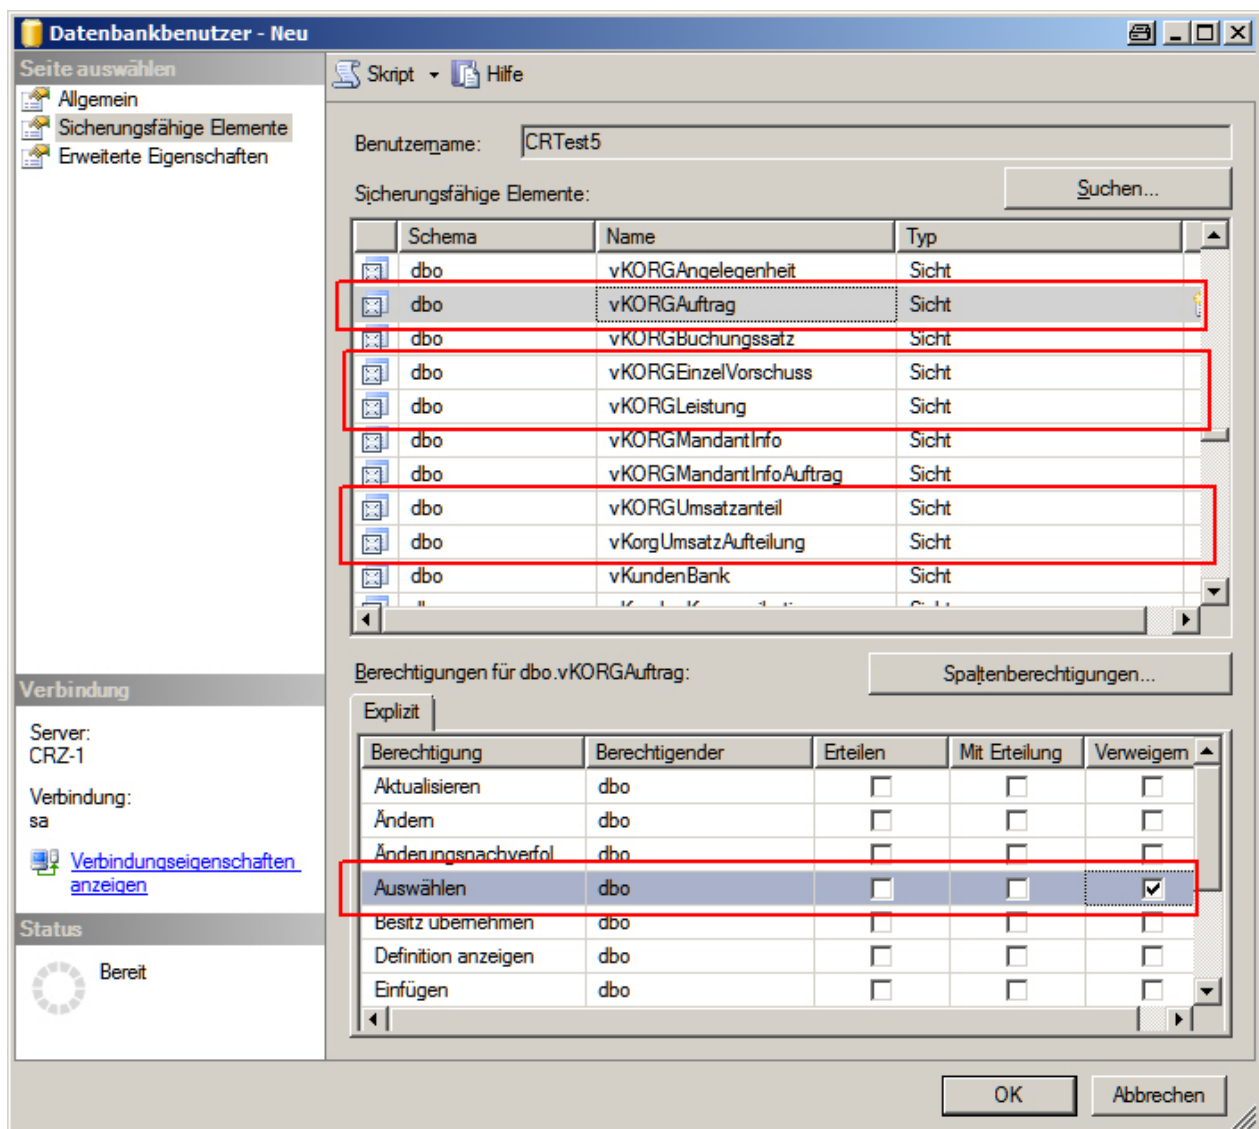 Datenbankbenutzer - Neu
Seite auswählen
Allgemein
Sicherungsfähige Elemente
Erweiterte Eigenschaften
Skript Hilfe
Benutzername: CRTest5
Sicherungsfähige Elemente: Suchen...
Schema Name Typ
dbo vKORGAngelegenheit Sicht
dbo vKORGAuftrag Sicht
dbo vKORGBuchungssatz Sicht
dbo vKORGEinzelVorschuss Sicht
dbo vKORGLeistung Sicht
dbo vKORGMandantInfo Sicht
dbo vKORGMandantInfoAuftrag Sicht
dbo vKORGUmsatzanteil Sicht
dbo vKorgUmsatzAufteilung Sicht
dbo vKundenBank Sicht
Berechtigungen für dbo.vKORGAuftrag: Spaltenberechtigungen...
Explizit
Berechtigung Berechtigender Erteilen Mit Erteilung Verweigern
Aktualisieren dbo
Ändern dbo
Änderungsnachverfol dbo
Auswählen dbo
Besitz übernehmen dbo
Definition anzeigen dbo
Einfügen dbo
Verbindung
Server:
CRZ-1
Verbindung:
sa
Verbindungseigenschaften
anzeigen
Status
Bereit
OK Abbrechen